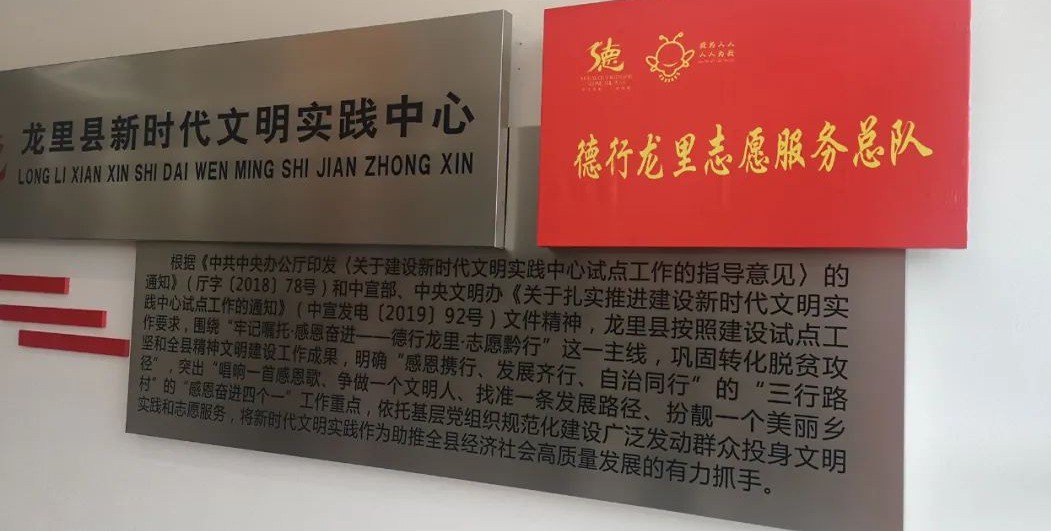 龙里县新时代文明实践中心
LONG LI XIAN XIN SHI DAI WEN MING SHI JIAN ZHONG XIN
德
我为人人
人人为我
德行龙里志愿服务总队
根据《中共中央办公厅印发〈关于建设新时代文明实践中心试点工作的指导意见〉的
通知》（厅字〔2018〕78号）和中宣部、中央文明办《关于扎实推进建设新时代文明实
践中心试点工作的通知》（中宣发电〔2019〕92号）文件精神，龙里县按照建设试点工
作要求，围绕“牢记嘱托·感恩奋进——德行龙里·志愿黔行”这一主线，巩固转化脱贫攻
坚和全县精神文明建设工作成果，明确“感恩携行、发展齐行、自治同行”的“三行路
径”，突出“唱响一首感恩歌、争做一个文明人、找准一条发展路径、扮靓一个美丽乡
村”的“感恩奋进四个一”工作重点，依托基层党组织规范化建设广泛发动群众投身文明
实践和志愿服务，将新时代文明实践作为助推全县经济社会高质量发展的有力抓手。